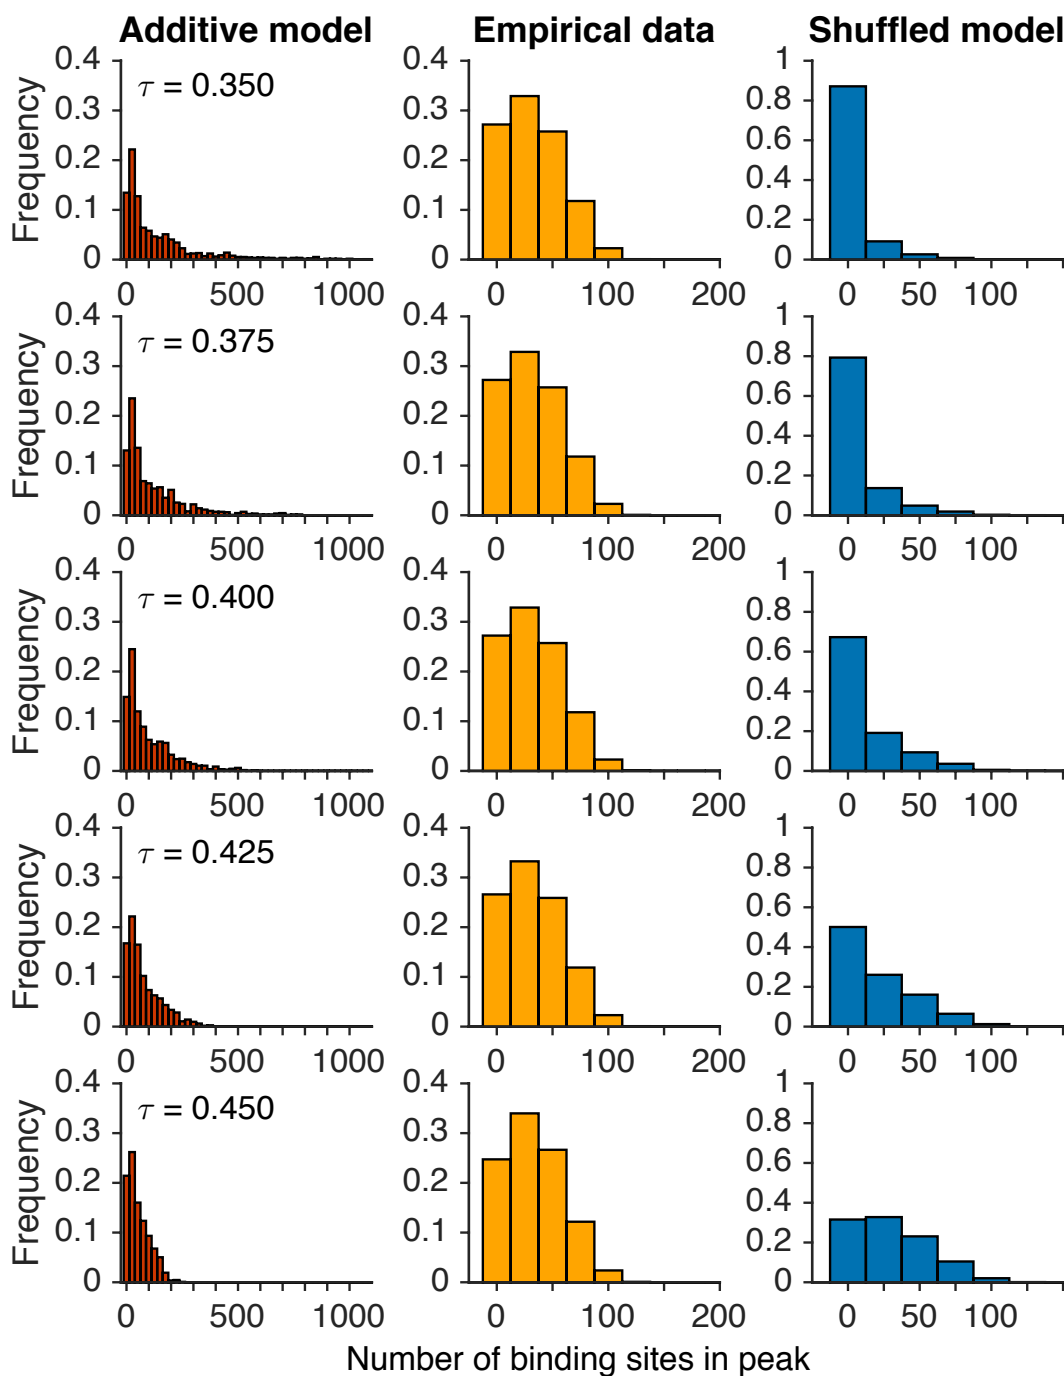 Additive model Empirical data Shuffled model
0.4 0.4 1
τ = 0.350
0.3 0.3 0.8
0.2 0.2 0.6
0.4
0.1 0.1 0.2
0 0 0
Frequency
0 500 1000 0 100 200 0 50 100
0.4 0.4 1
τ = 0.375
0.3 0.3 0.8
0.2 0.2 0.6
0.4
0.1 0.1 0.2
0 0 0
Frequency
0 500 1000 0 100 200 0 50 100
0.4 0.4 1
τ = 0.400
0.3 0.3 0.8
0.2 0.2 0.6
0.4
0.1 0.1 0.2
0 0 0
Frequency
0 500 1000 0 100 200 0 50 100
0.4 0.4 1
τ = 0.425
0.3 0.3 0.8
0.2 0.2 0.6
0.4
0.1 0.1 0.2
0 0 0
Frequency
0 500 1000 0 100 200 0 50 100
0.4 0.4 1
τ = 0.450
0.3 0.3 0.8
0.2 0.2 0.6
0.4
0.1 0.1 0.2
0 0 0
Frequency
0 500 1000 0 100 200 0 50 100
Number of binding sites in peak